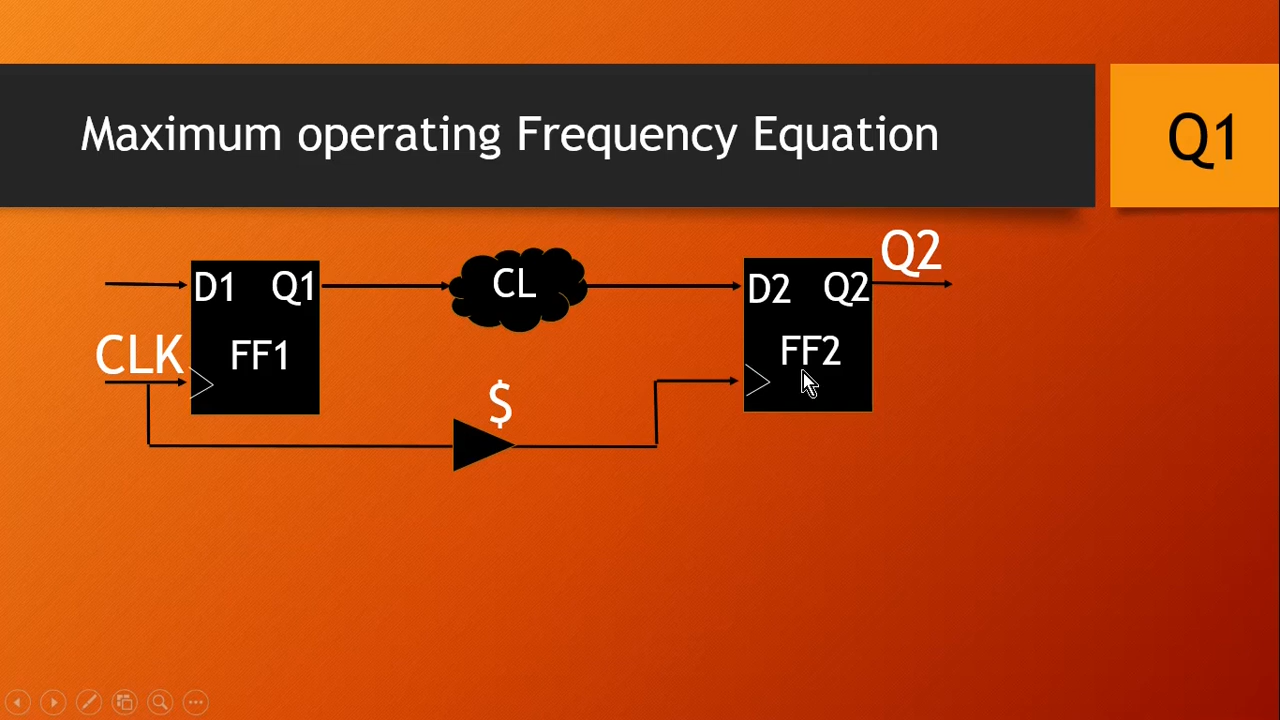 Maximum operating Frequency Equation
Q1
Q2
D1 Q1
CL
D2 Q2
CLK
FF1
FF2
$